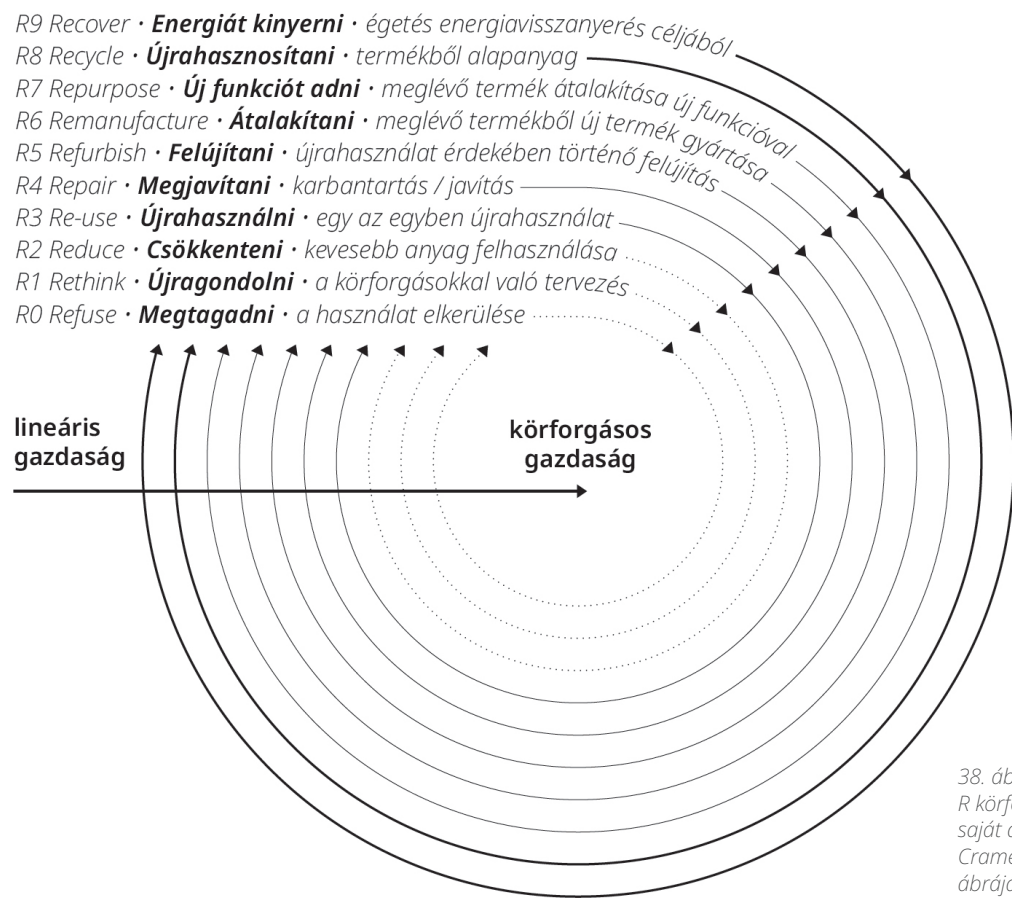 R9 Recover · Energiát kinyerni · égetés energiavisszanyerés céljából
R8 Recycle · Újrahasznosítani · termékből alapanyag
R7 Repurpose · Új funkciót adni · meglévő termék átalakítása új funkcióval
R6 Remanufacture · Átalakítani · meglévő termékből új termék gyártása
R5 Refurbish · Felújítani · újrahasználat érdekében történő felújítás
R4 Repair · Megjavítani · karbantartás / javítás
R3 Re-use · Újrahasználni · egy az egyben újrahasználat
R2 Reduce · Csökkenteni · kevesebb anyag felhasználása
R1 Rethink · Újragondolni · a körforgásokkal való tervezés
R0 Refuse · Megtagadni · a használat elkerülése
lineáris
gazdaság
körforgásos
gazdaság
38.
R
saját